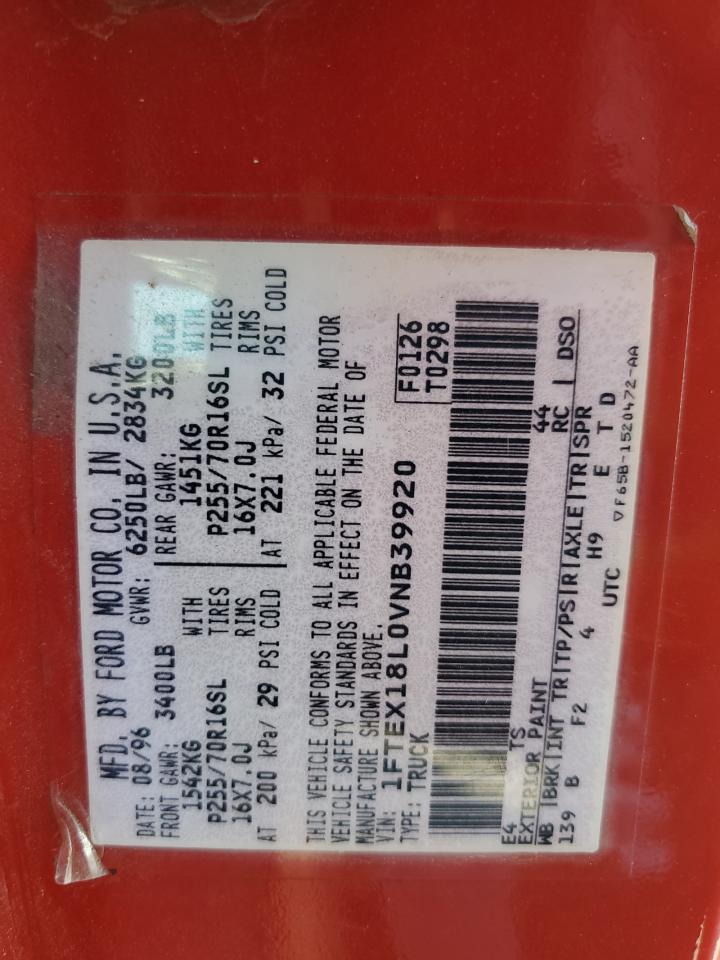 MFD. BY FORD MOTOR CO. IN U.S.A.
DATE: 08/96 GVWR: 6250LB/ 2834KG
FRONT GAWR: 3400LB
1542KG WITH
P255/70R16SL TIRES
16X7.0J RIMS
AT 200 kPa/ 29 PSI COLD
REAR GAWR: 3200LB
1451KG WITH
P255/70R16SL TIRES
16X7.0J RIMS
AT 221 kPa/ 32 PSI COLD
THIS VEHICLE CONFORMS TO ALL APPLICABLE FEDERAL MOTOR
VEHICLE SAFETY STANDARDS IN EFFECT ON THE DATE OF
MANUFACTURE SHOWN ABOVE.
VIN: 1FTEX18L0VNB39920
TYPE: TRUCK
F0126
T0298
E4 TS 44
EXTERIOR PAINT RC DSO
WB BRK INT TR TP/PS R AXLE TR SPR
139 B F2 4 H9 E T D
UTC ▽F65B-1520472-AA